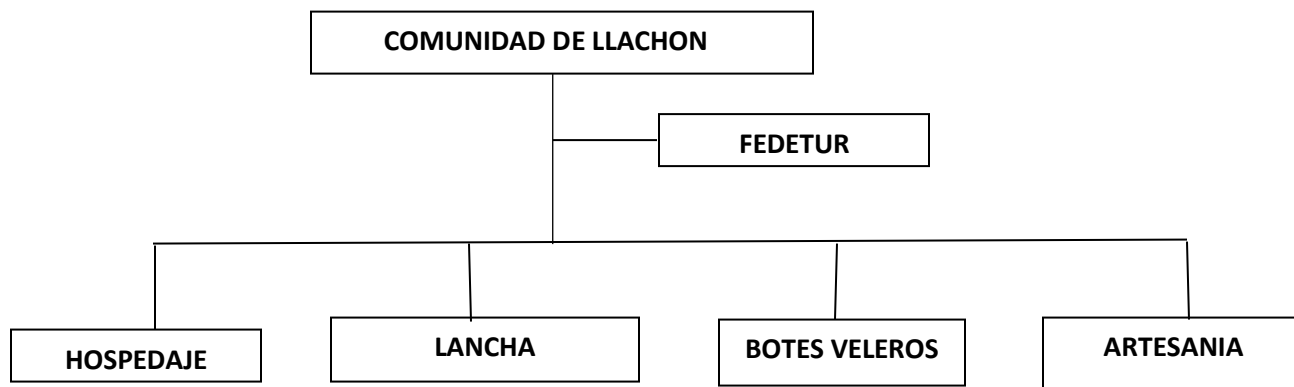 COMUNIDAD DE LLACHON
FEDETUR
HOSPEDAJE
LANCHA
BOTES VELEROS
ARTESANIA